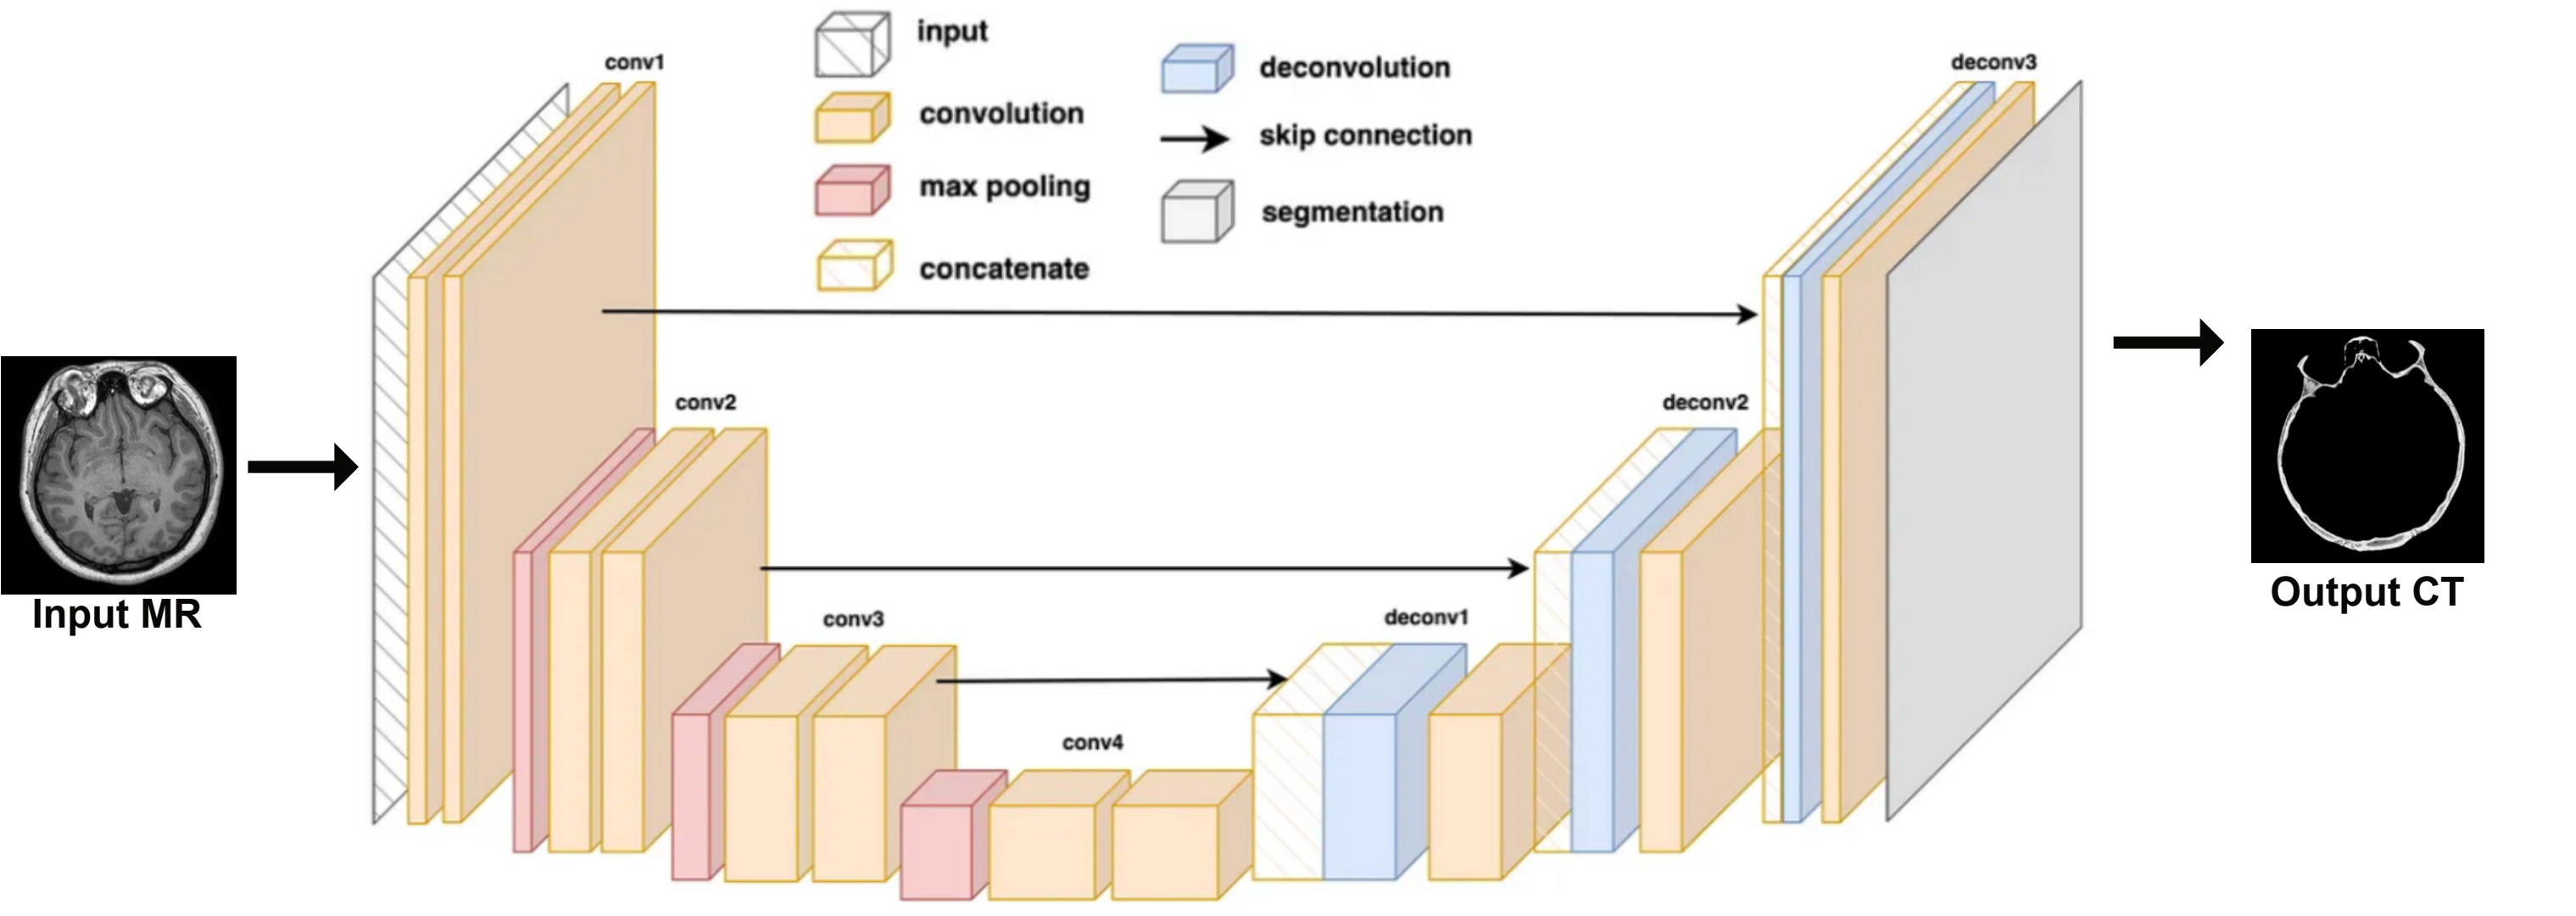 input
convolution
max pooling
concatenate
deconvolution
skip connection
segmentation
conv1
conv2
conv3
conv4
deconv1
deconv2
deconv3
Input MR
Output CT